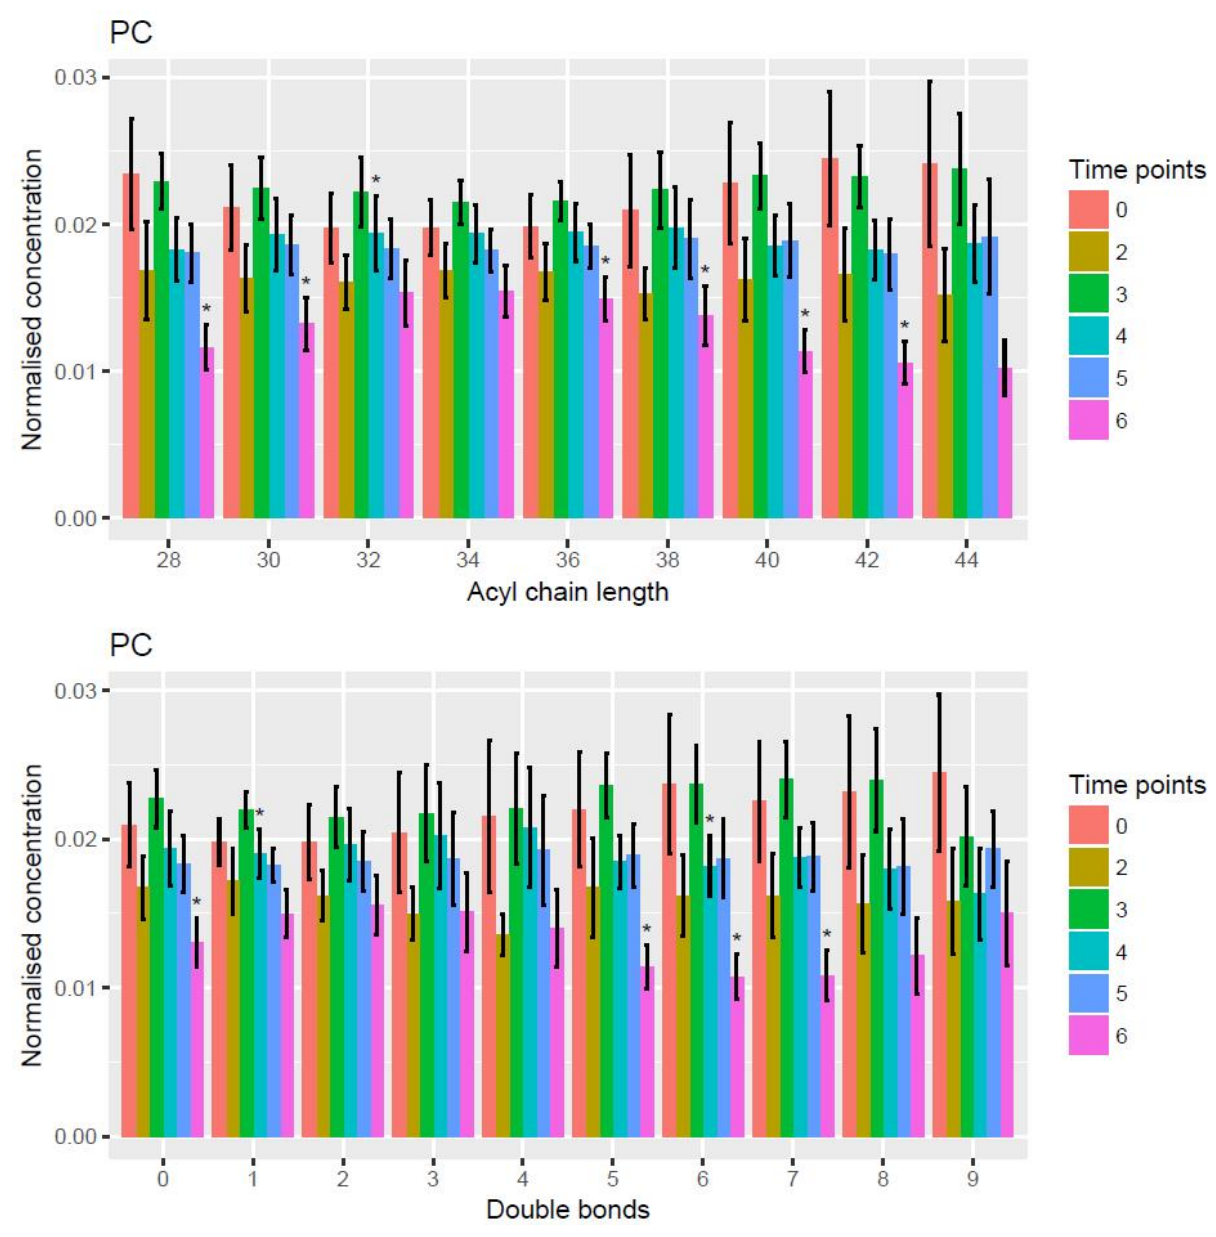 PC
Normalised concentration
0.03
0.02
0.01
0.00
* * * * * * * *
28 30 32 34 36 38 40 42 44
Acyl chain length
Time points
0
2
3
4
5
6
PC
Normalised concentration
0.03
0.02
0.01
0.00
* * * * * *
0 1 2 3 4 5 6 7 8 9
Double bonds
Time points
0
2
3
4
5
6